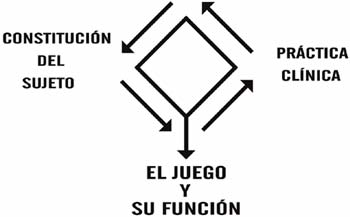 CONSTITUCIÓN
DEL
SUJETO
PRÁCTICA
CLÍNICA
EL JUEGO
Y
SU FUNCIÓN